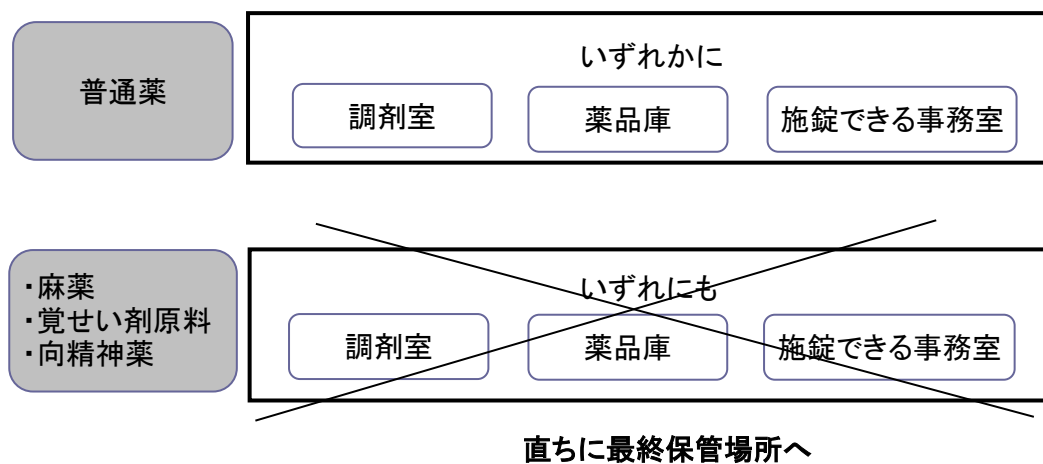 普通薬
いずれかに
調剤室
薬品庫
施錠できる事務室
・麻薬
・覚せい剤原料
・向精神薬
いずれにも
調剤室
薬品庫
施錠できる事務室
直ちに最終保管場所へ